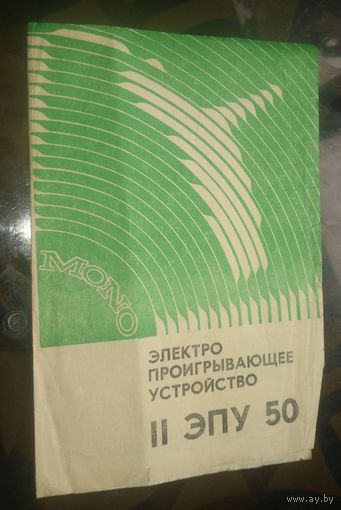 MONO
ЭЛЕКТРО
ПРОИГРЫВАЮЩЕЕ
УСТРОЙСТВО
II ЭПУ 50
www.ay.by